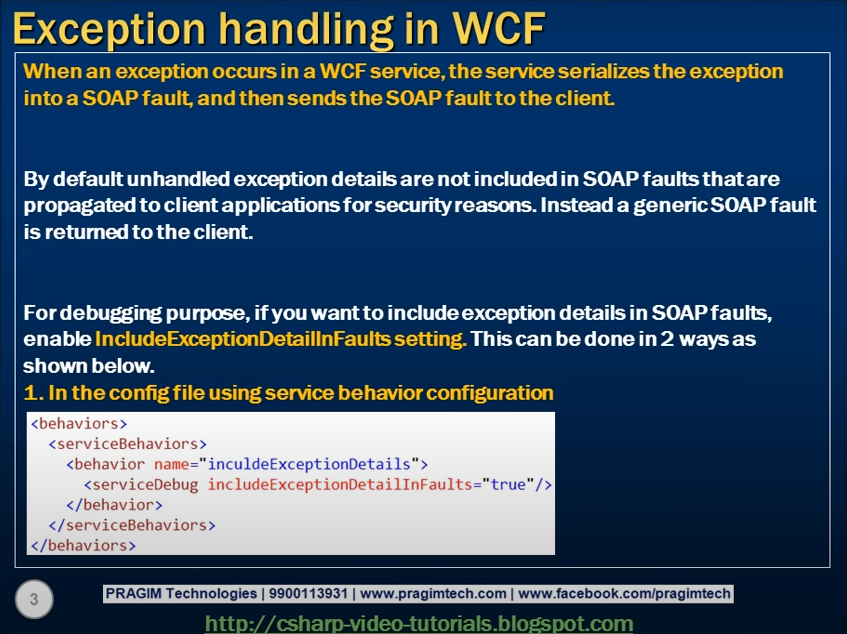 Exception handling in WCF
When an exception occurs in a WCF service, the service serializes the exception
into a SOAP fault, and then sends the SOAP fault to the client.
By default unhandled exception details are not included in SOAP faults that are
propagated to client applications for security reasons. Instead a generic SOAP fault
is returned to the client.
For debugging purpose, if you want to include exception details in SOAP faults,
enable IncludeExceptionDetailInFaults setting. This can be done in 2 ways as
shown below.
1. In the config file using service behavior configuration
<behaviors>
<serviceBehaviors>
<behavior name="inculdeExceptionDetails">
<serviceDebug includeExceptionDetailInFaults="true"/>
</behavior>
</serviceBehaviors>
</behaviors>
3
PRAGIM Technologies | 9900113931 | www.pragimtech.com | www.facebook.com/pragimtech
http://csharp-video-tutorials.blogspot.com